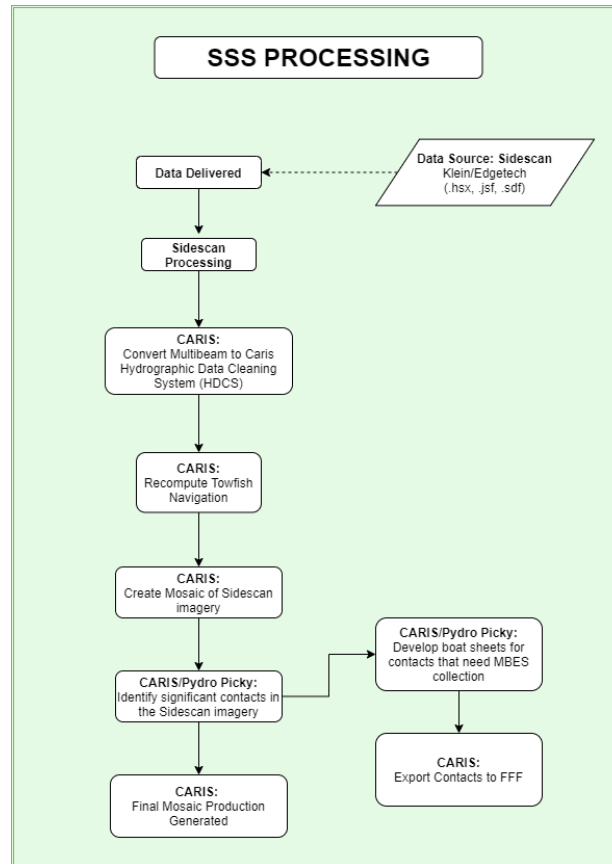 SSS PROCESSING
Data Source: Sidescan
Klein/Edgetech
(.hsx, .jsf, .sdf)
Data Delivered
Sidescan
Processing
CARIS:
Convert Multibeam to Caris
Hydrographic Data Cleaning
System (HDCS)
CARIS:
Recompute Towfish
Navigation
CARIS:
Create Mosaic of Sidescan
imagery
CARIS/Pydro Picky:
Identify significant contacts in
the Sidescan imagery
CARIS/Pydro Picky:
Develop boat sheets for
contacts that need MBES
collection
CARIS:
Export Contacts to FFF
CARIS:
Final Mosaic Production
Generated